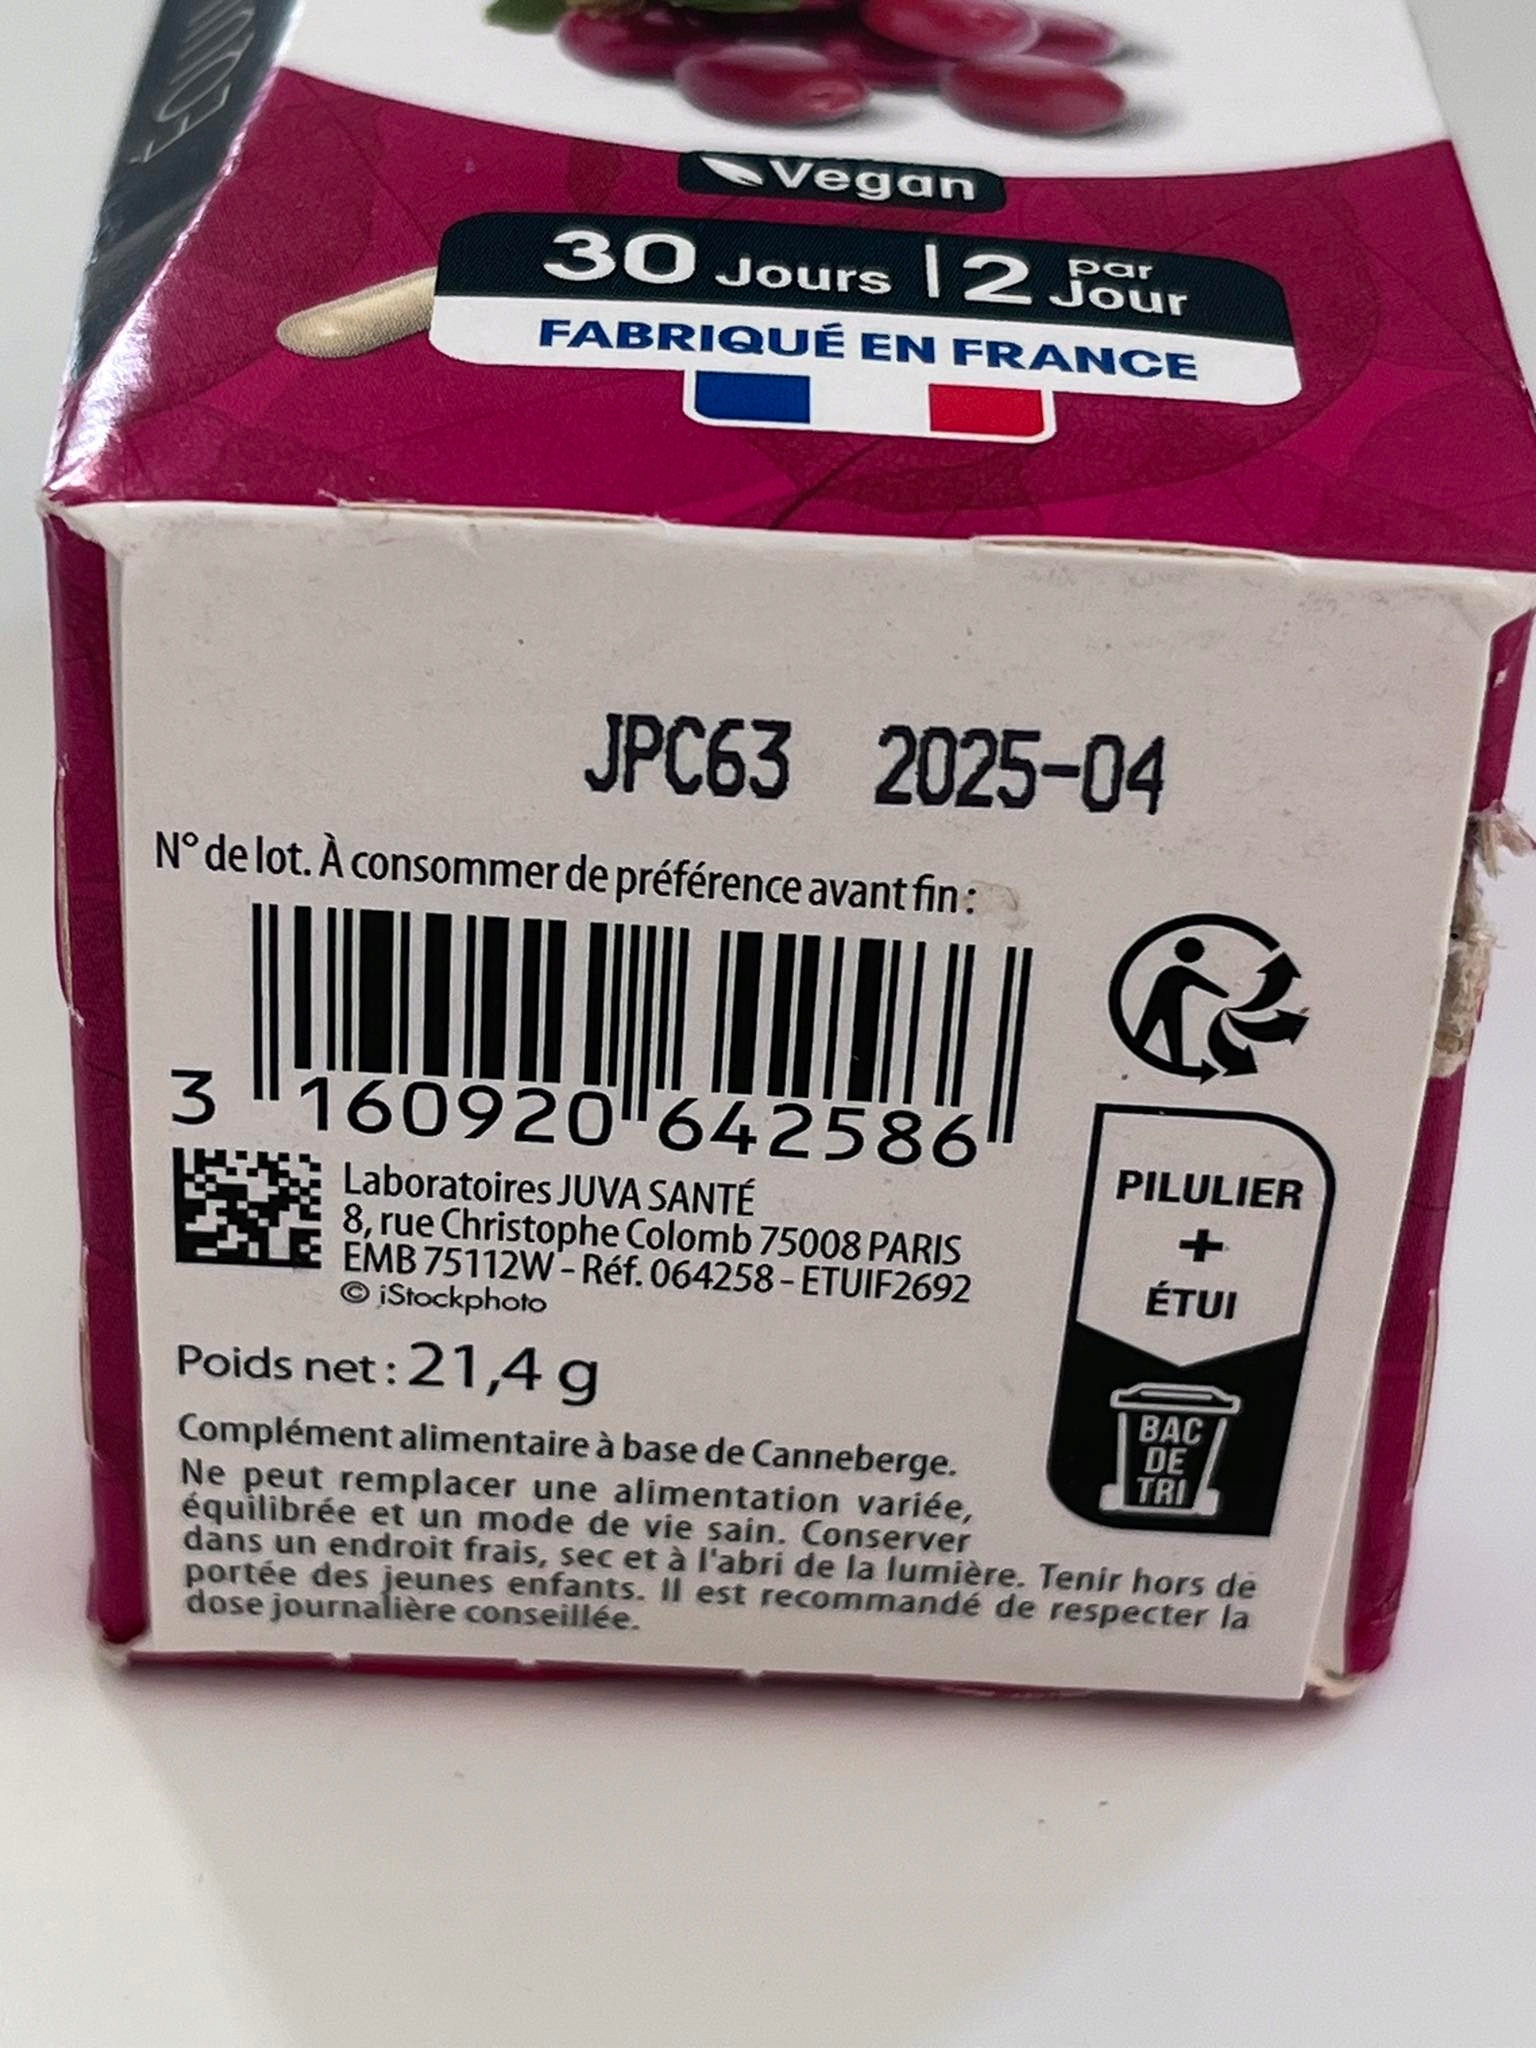 Vegan
30 Jours | 2 par Jour
FABRIQUÉ EN FRANCE
JPC63 2025-04
N° de lot. À consommer de préférence avant fin :
3 160920 642586
Laboratoires JUVA SANTÉ
8, rue Christophe Colomb 75008 PARIS
EMB 75112W - Réf. 064258 - ETUIF2692
© iStockphoto
Poids net : 21,4 g
Complément alimentaire à base de Canneberge.
Ne peut remplacer une alimentation variée,
équilibrée et un mode de vie sain. Conserver
dans un endroit frais, sec et à l'abri de la lumière. Tenir hors de
portée des jeunes enfants. Il est recommandé de respecter la
dose journalière conseillée.
PILULIER
+
ÉTUI
BAC
DE
TRI